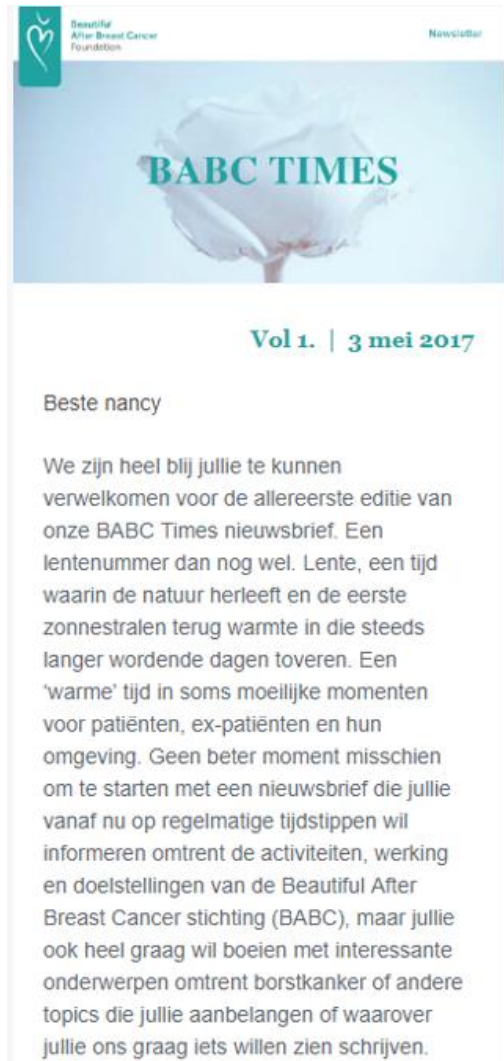 Beautiful
After Breast Cancer
Foundation
Newsletter
BABC TIMES
Vol 1. | 3 mei 2017
Beste nancy
We zijn heel blij jullie te kunnen
verwelkomen voor de allereerste editie van
onze BABC Times nieuwsbrief. Een
lentenummer dan nog wel. Lente, een tijd
waarin de natuur herleeft en de eerste
zonnestralen terug warmte in die steeds
langer wordende dagen toveren. Een
‘warme’ tijd in soms moeilijke momenten
voor patiënten, ex-patiënten en hun
omgeving. Geen beter moment misschien
om te starten met een nieuwsbrief die jullie
vanaf nu op regelmatige tijdstippen wil
informeren omtrent de activiteiten, werking
en doelstellingen van de Beautiful After
Breast Cancer stichting (BABC), maar jullie
ook heel graag wil boeien met interessante
onderwerpen omtrent borstkanker of andere
topics die jullie aanbelangen of waarover
jullie ons graag iets willen zien schrijven.